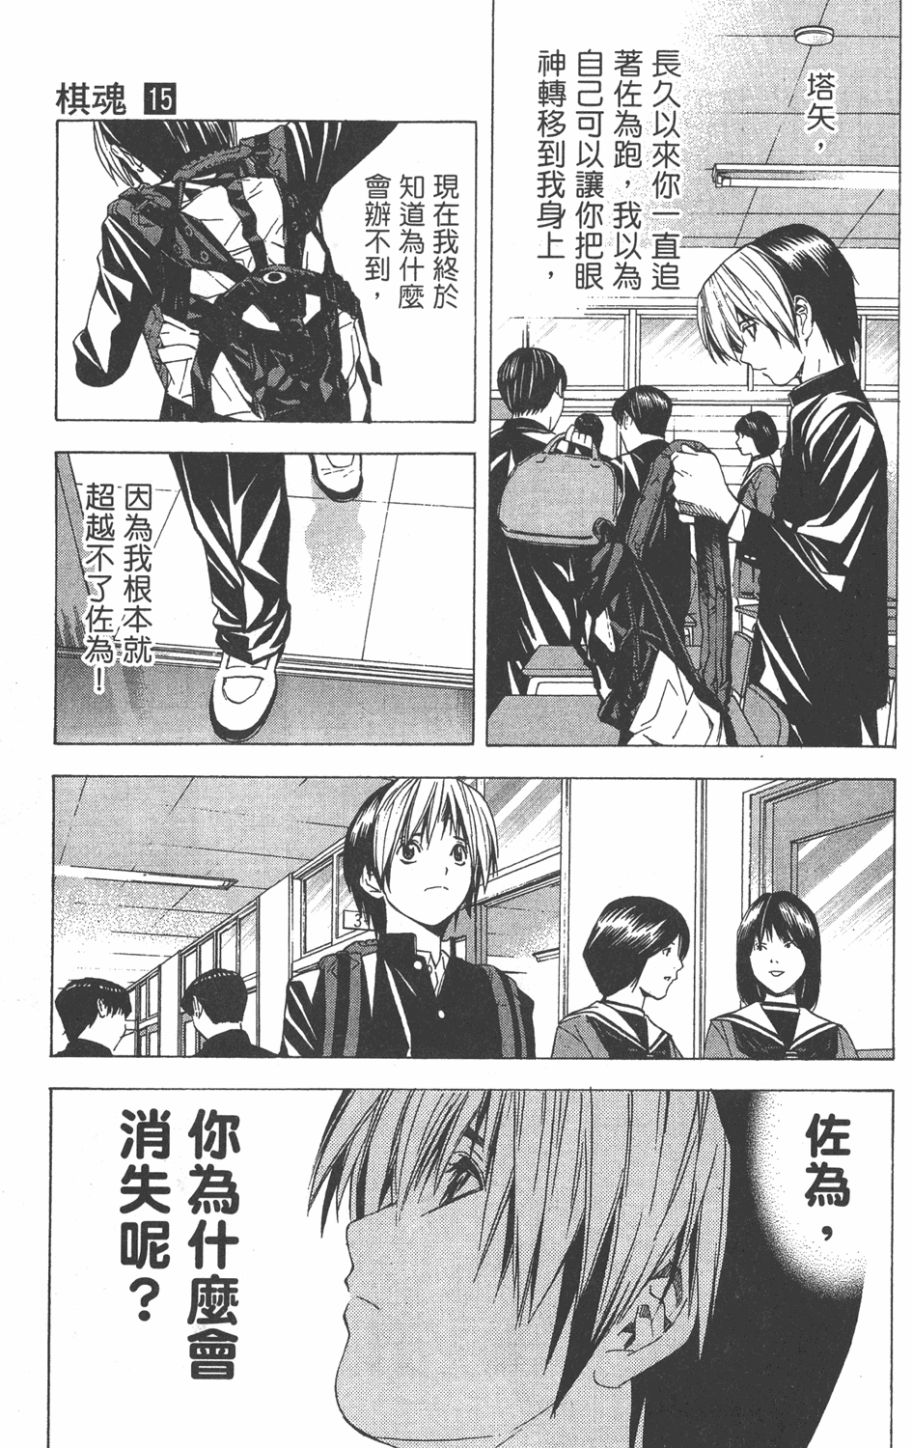 棋魂 15
塔矢，
長久以來你一直追
著佐為跑，我以為
自己可以讓你把眼
神轉移到我身上，
現在我終於
知道為什麼
會辦不到，
因為我根本就
超越不了佐為！
3
佐為，
你為什麼會
消失呢？